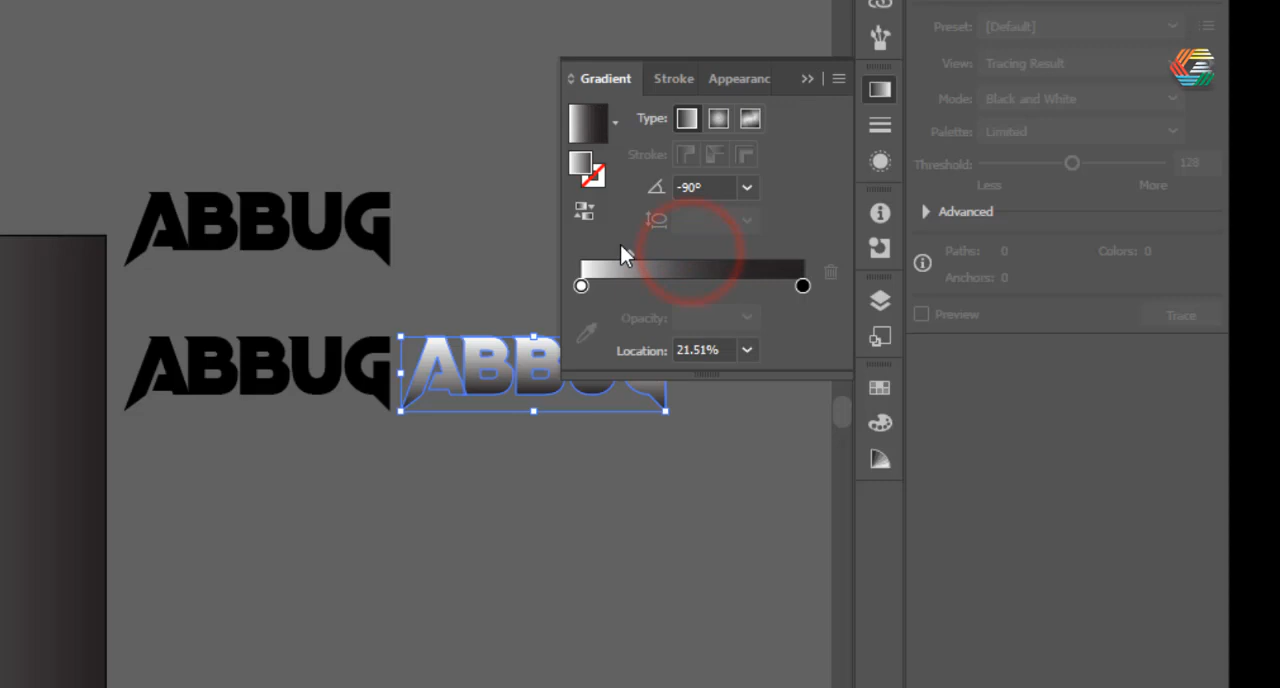 Preset: [Default]
View: Tracing Result
Gradient Stroke Appearanc
Mode: Black and White
Type:
Palette: Limited
Stroke:
Threshold: 128
Less More
-90°
ABBUG
Advanced
Paths: 0 Colors: 0
Anchors: 0
Opacity:
Preview Trace
Location: 21.51%
ABBUG ABBUG